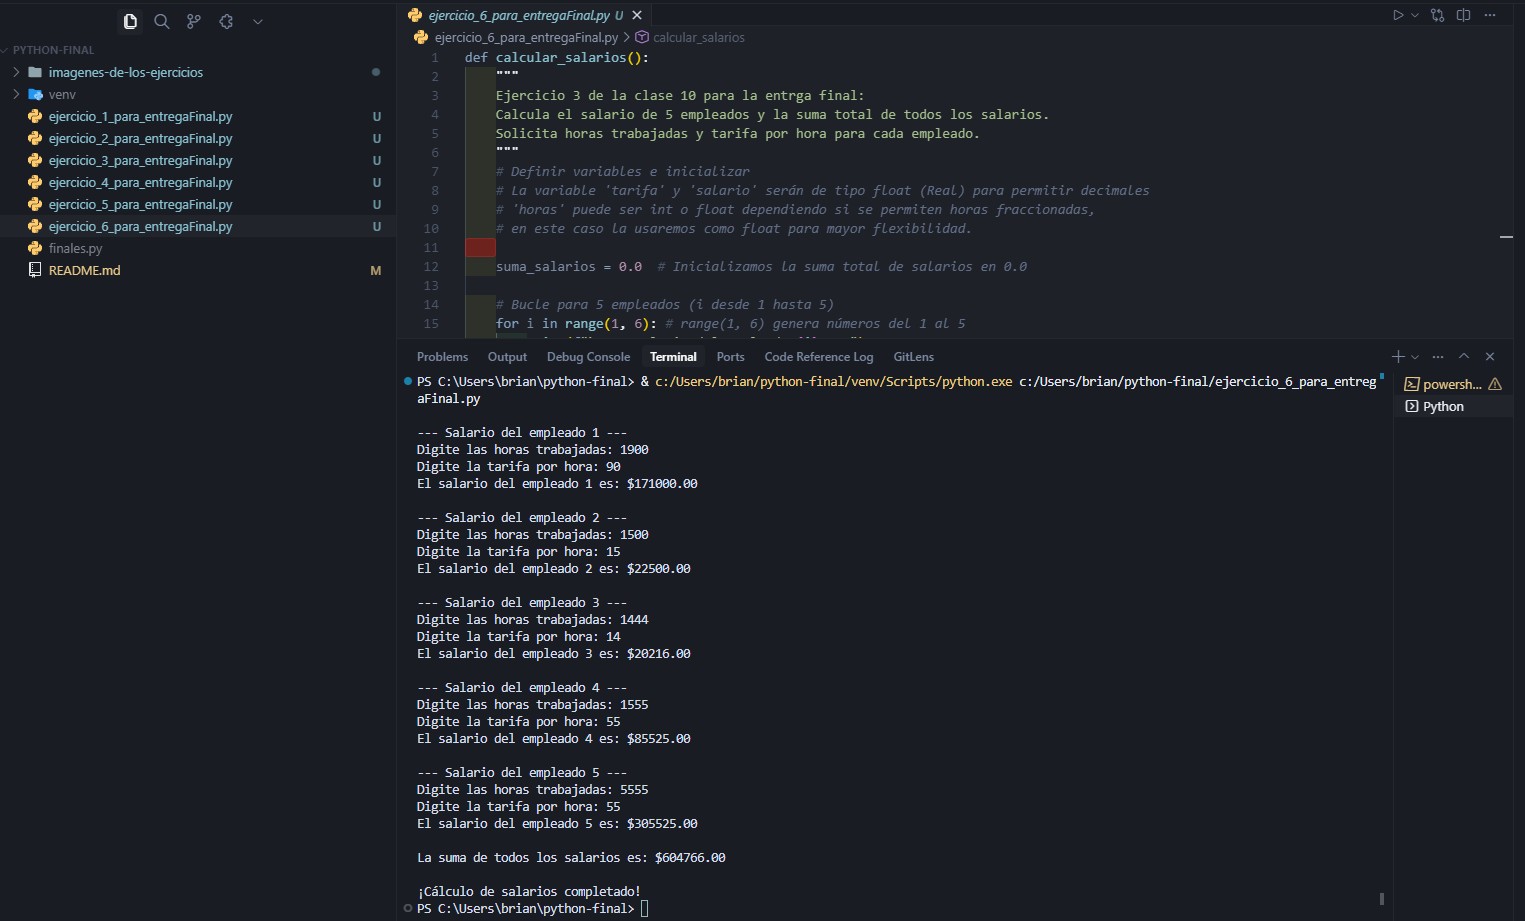 PYTHON-FINAL
imagenes-de-los-ejercicios
venv
ejercicio_1_para_entregaFinal.py U
ejercicio_2_para_entregaFinal.py U
ejercicio_3_para_entregaFinal.py U
ejercicio_4_para_entregaFinal.py U
ejercicio_5_para_entregaFinal.py U
ejercicio_6_para_entregaFinal.py U
finales.py
README.md M
ejercicio_6_para_entregaFinal.py U
ejercicio_6_para_entregaFinal.py > calcular_salarios
1 def calcular_salarios():
2 """
3 Ejercicio 3 de la clase 10 para la entrga final:
4 Calcula el salario de 5 empleados y la suma total de todos los salarios.
5 Solicita horas trabajadas y tarifa por hora para cada empleado.
6 """
7 # Definir variables e inicializar
8 # La variable 'tarifa' y 'salario' serán de tipo float (Real) para permitir decimales
9 # 'horas' puede ser int o float dependiendo si se permiten horas fraccionadas,
10 # en este caso la usaremos como float para mayor flexibilidad.
11
12 suma_salarios = 0.0 # Inicializamos la suma total de salarios en 0.0
13
14 # Bucle para 5 empleados (i desde 1 hasta 5)
15 for i in range(1, 6): # range(1, 6) genera números del 1 al 5
Problems Output Debug Console Terminal Ports Code Reference Log GitLens
PS C:\Users\brian\python-final> & c:/Users/brian/python-final/venv/Scripts/python.exe c:/Users/brian/python-final/ejercicio_6_para_entreg
aFinal.py
--- Salario del empleado 1 ---
Digite las horas trabajadas: 1900
Digite la tarifa por hora: 90
El salario del empleado 1 es: $171000.00
--- Salario del empleado 2 ---
Digite las horas trabajadas: 1500
Digite la tarifa por hora: 15
El salario del empleado 2 es: $22500.00
--- Salario del empleado 3 ---
Digite las horas trabajadas: 1444
Digite la tarifa por hora: 14
El salario del empleado 3 es: $20216.00
--- Salario del empleado 4 ---
Digite las horas trabajadas: 1555
Digite la tarifa por hora: 55
El salario del empleado 4 es: $85525.00
--- Salario del empleado 5 ---
Digite las horas trabajadas: 5555
Digite la tarifa por hora: 55
El salario del empleado 5 es: $305525.00
La suma de todos los salarios es: $604766.00
¡Cálculo de salarios completado!
PS C:\Users\brian\python-final>
powersh...
Python